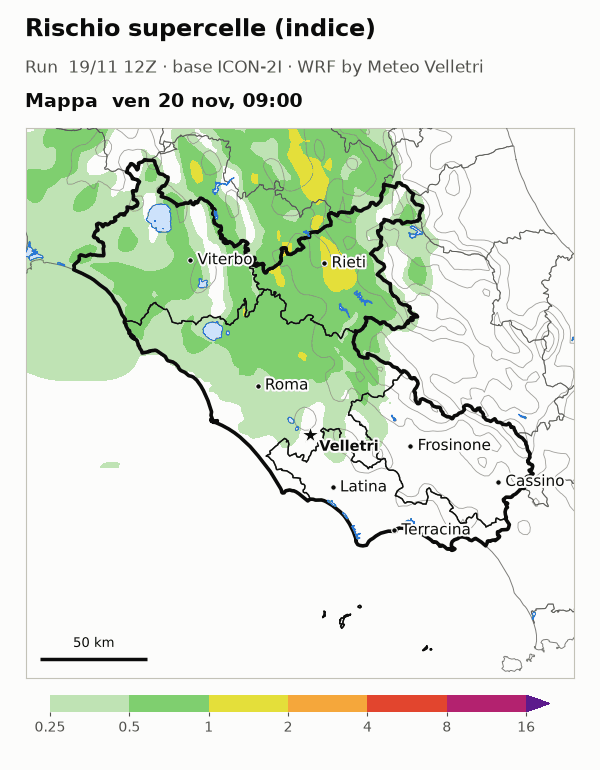 Rischio supercelle (indice)
Run  19/11 12Z · base ICON-2I · WRF by Meteo Velletri
Mappa  ven 20 nov, 09:00
Viterbo
Rieti
Roma
Velletri
Frosinone
Latina
Cassino
Terracina
50 km
0.25 0.5 1 2 4 8 16